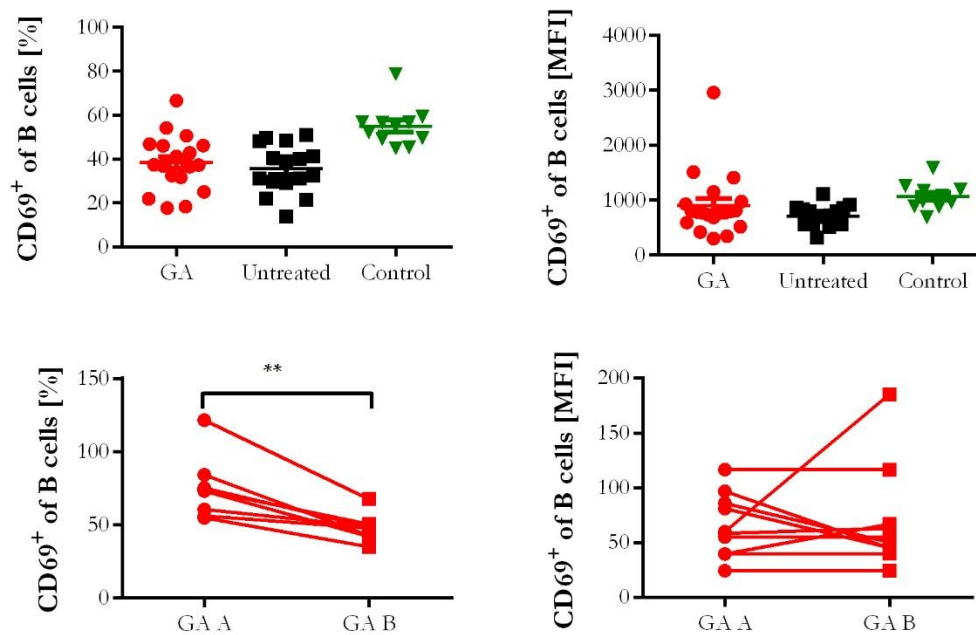 CD69+ of B cells [%]
100
80
60
40
20
0
GA Untreated Control
CD69+ of B cells [MFI]
4000
3000
2000
1000
0
GA Untreated Control
CD69+ of B cells [%]
150
100
50
0
**
GA A GA B
CD69+ of B cells [MFI]
200
150
100
50
0
GA A GA B